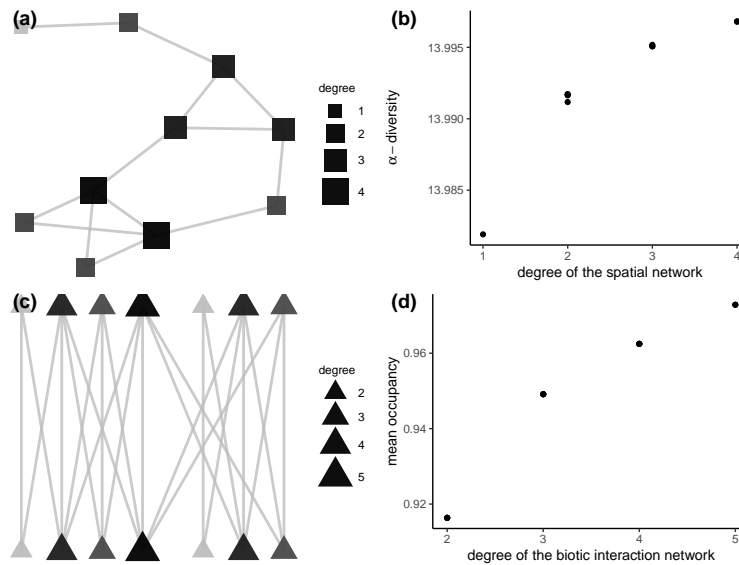 (a)
degree
1
2
3
4
(b)
13.995
13.990
13.985
α − diversity
1
2
3
4
degree of the spatial network
(c)
degree
2
3
4
5
(d)
0.96
0.94
0.92
mean occupancy
2
3
4
5
degree of the biotic interaction network